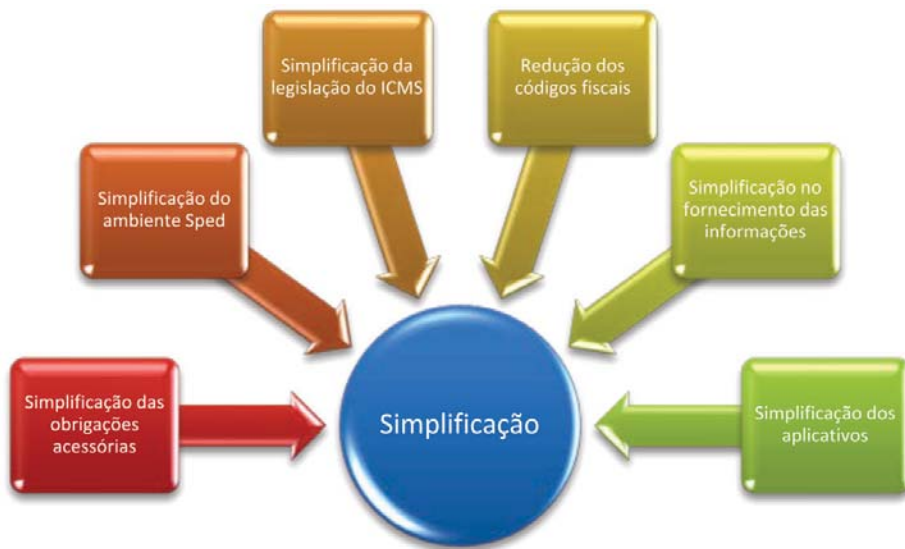 Simplificação da
legislação do ICMS
Redução dos
códigos fiscais
Simplificação do
ambiente Sped
Simplificação no
fornecimento das
informações
Simplificação das
obrigações
acessórias
Simplificação
Simplificação dos
aplicativos